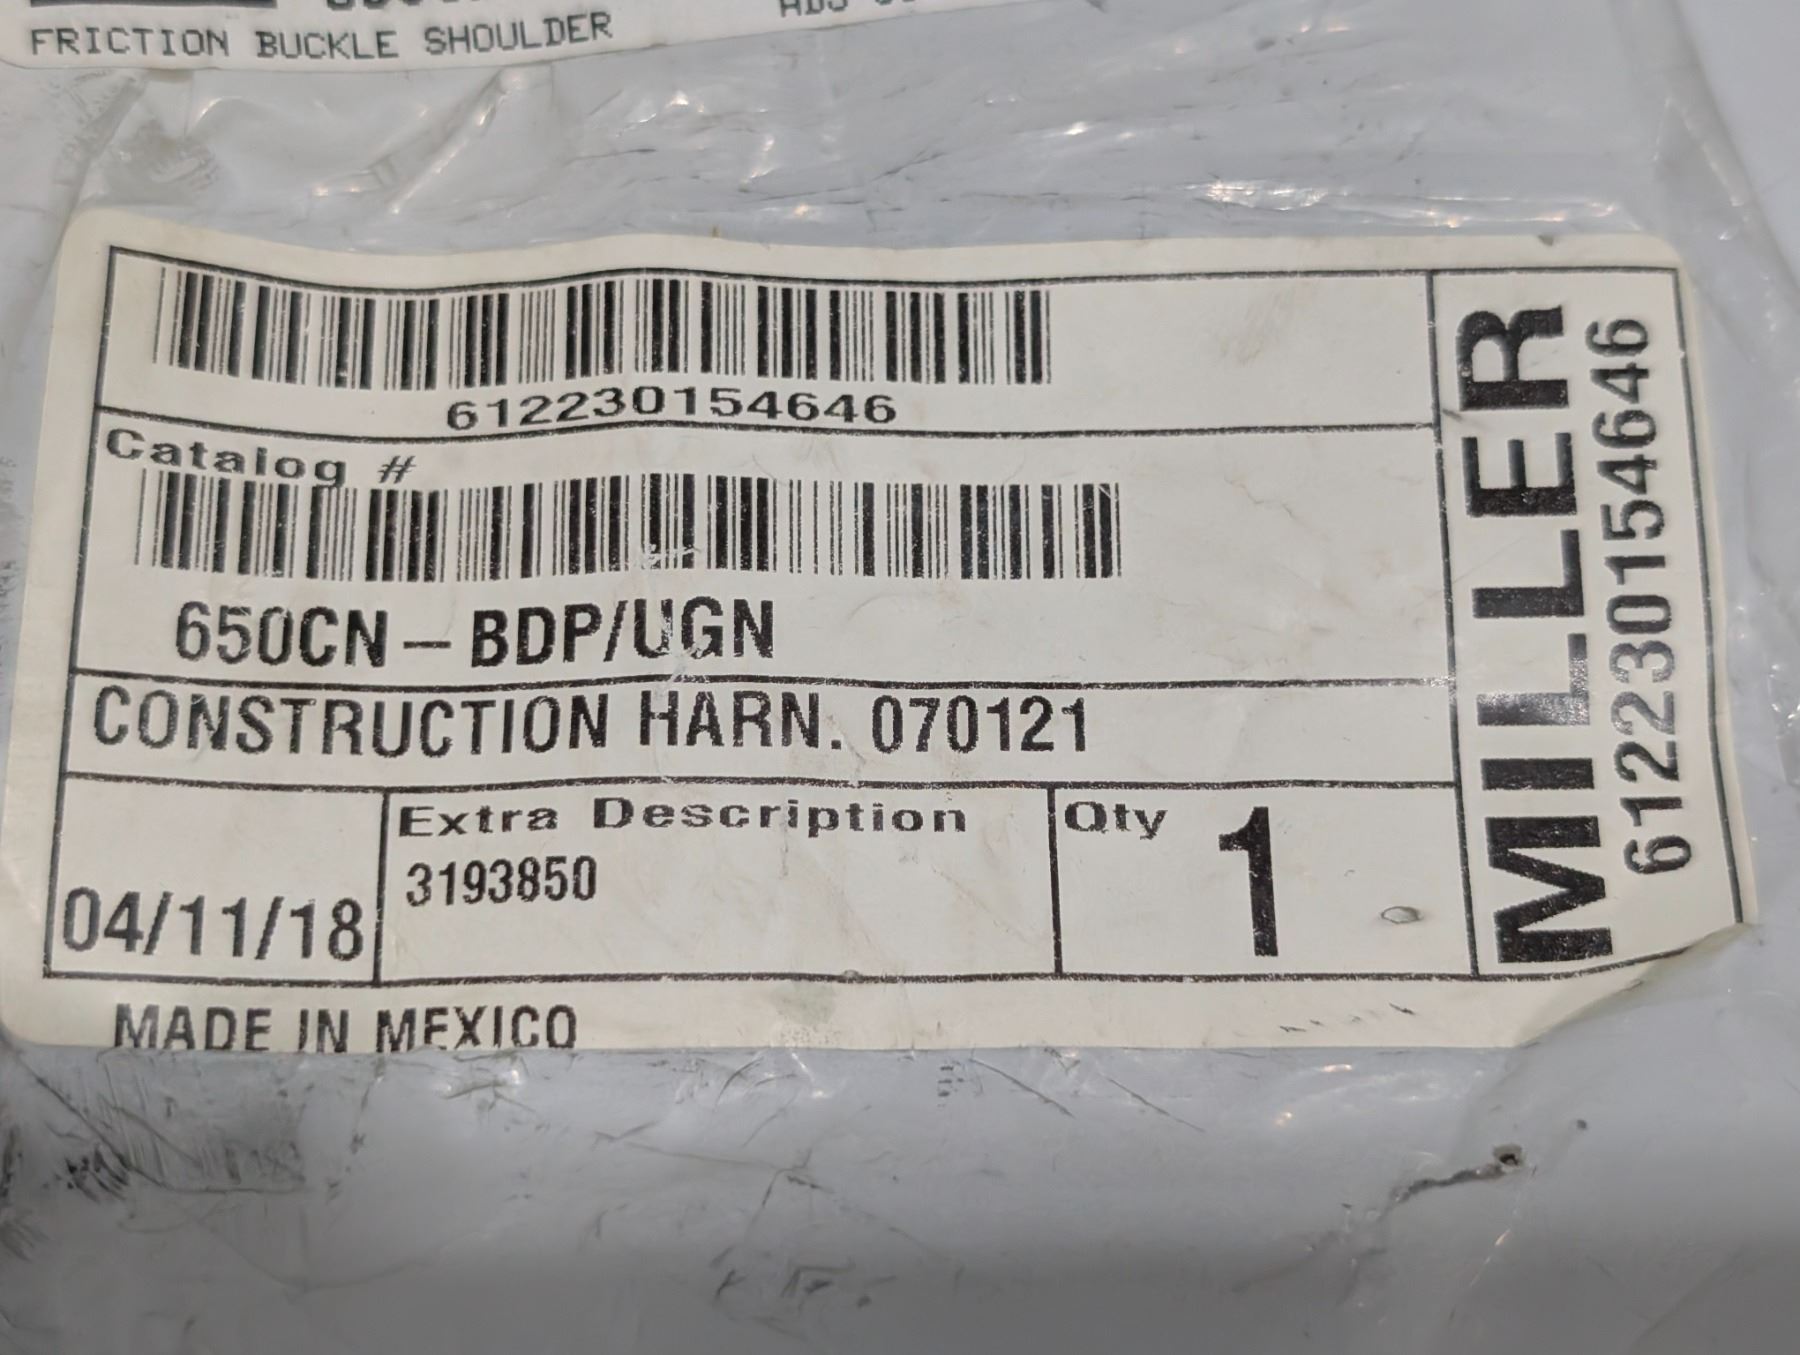 FRICTION BUCKLE SHOULDER
612230154646
Catalog #
650CN-BDP/UGN
CONSTRUCTION HARN. 070121
04/11/18
Extra Description
3193850
Qty
1
MADE IN MEXICO
MILLER
612230154646